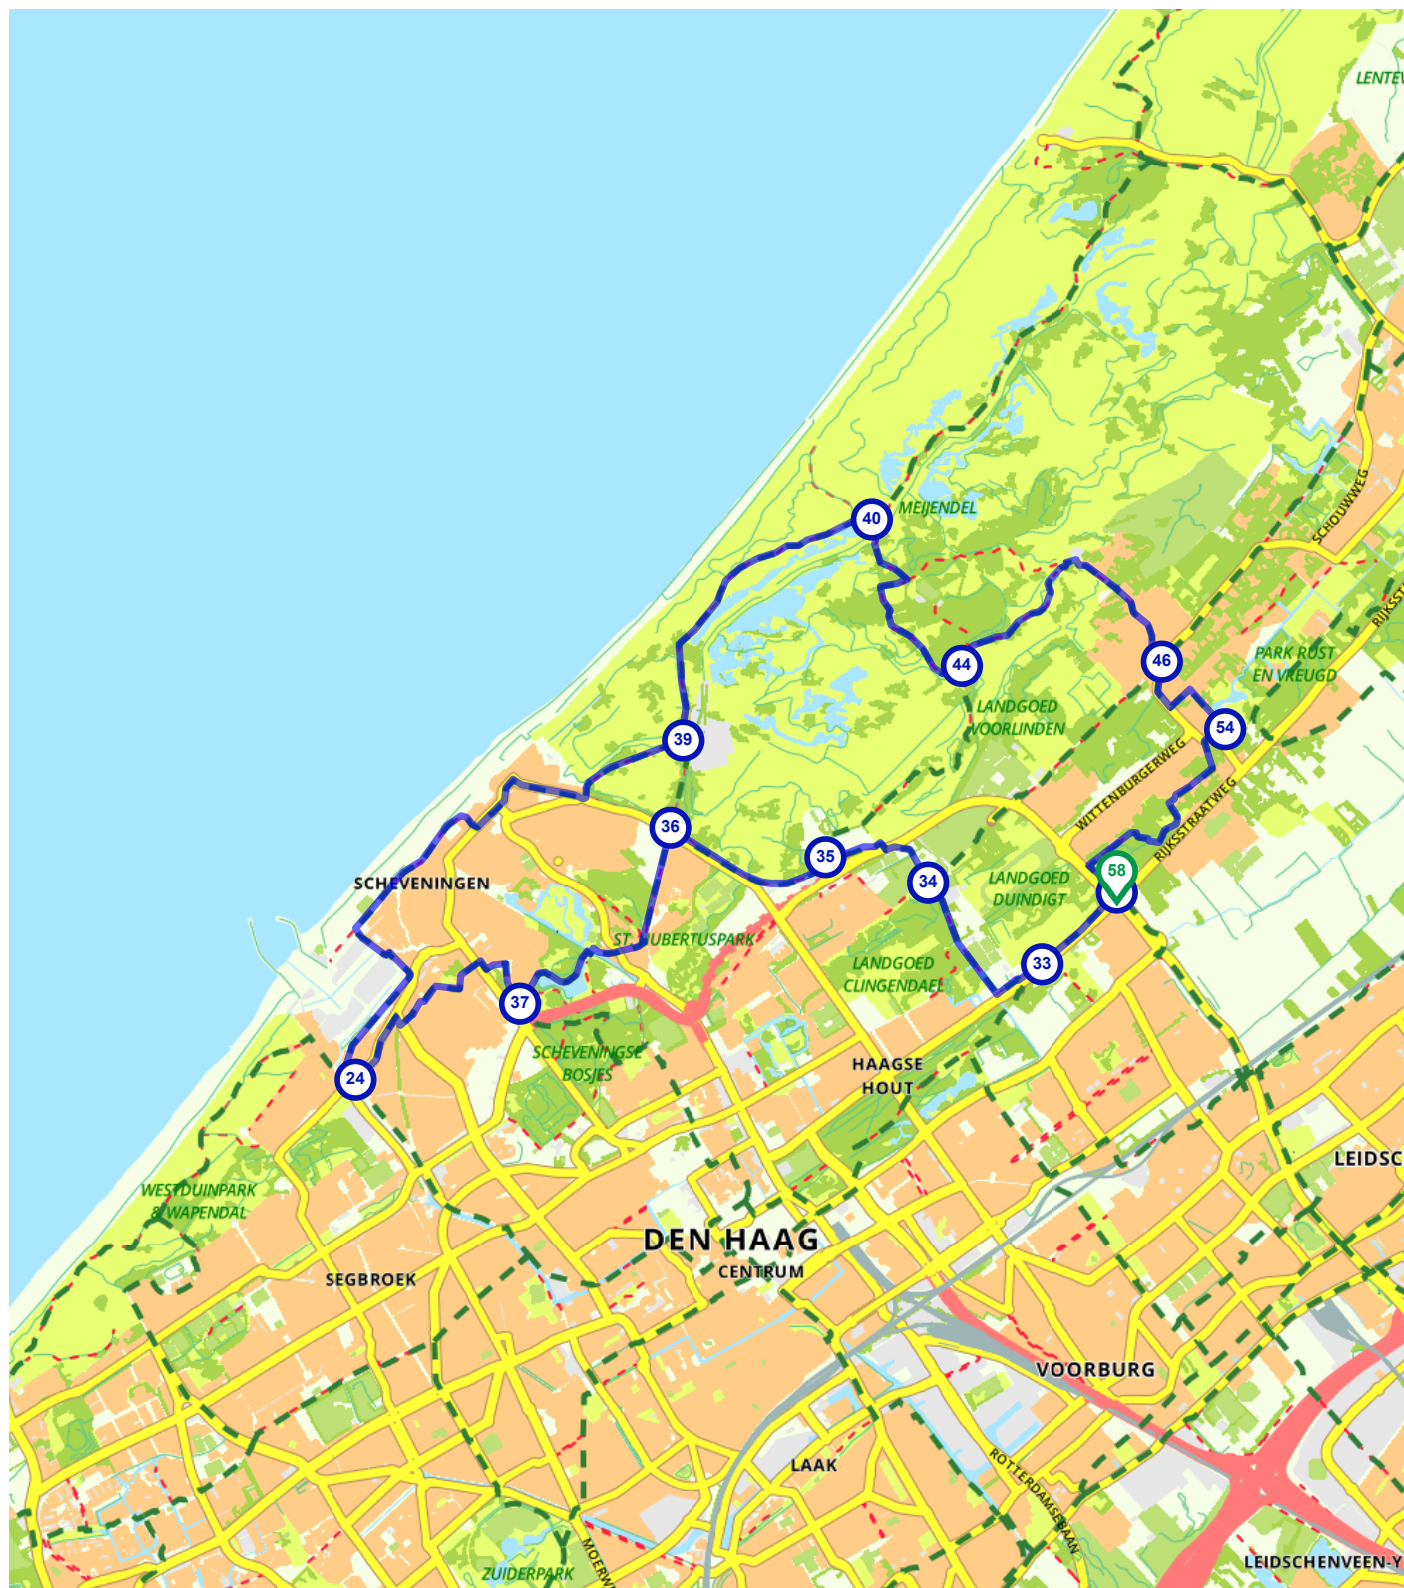 LENTEV
40
MEIJENDEL
SCHOUWWEG
RIJKSST
44
46
PARK RUST
EN VREUGD
LANDGOED
VOORLINDEN
54
39
WITTENBURGERWEG
RIJKSSTRAATWEG
36
35
58
34
SCHEVENINGEN
LANDGOED
DUINDIGT
ST. HUBERTUSPARK
LANDGOED
CLINGENDAEL
33
37
SCHEVENINGSE
BOSJES
24
HAAGSE
HOUT
LEIDSC
WESTDUINPARK
& WAPENDAL
DEN HAAG
CENTRUM
SEGBROEK
VOORBURG
LAAK
ROTTERDAMSEBAAN
MOERW
ZUIDERPARK
LEIDSCHENVEEN-Y